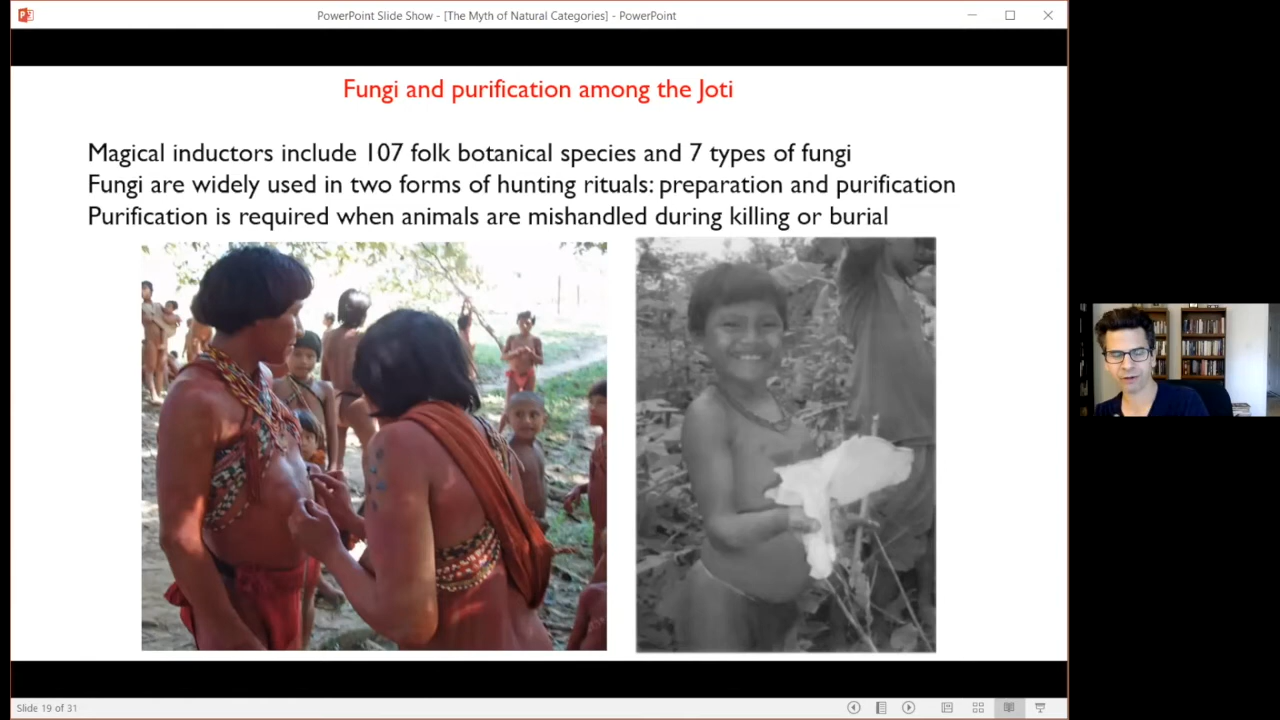 PowerPoint Slide Show - [The Myth of Natural Categories] - PowerPoint
Fungi and purification among the Joti
Magical inductors include 107 folk botanical species and 7 types of fungi
Fungi are widely used in two forms of hunting rituals: preparation and purification
Purification is required when animals are mishandled during killing or burial
Slide 19 of 31